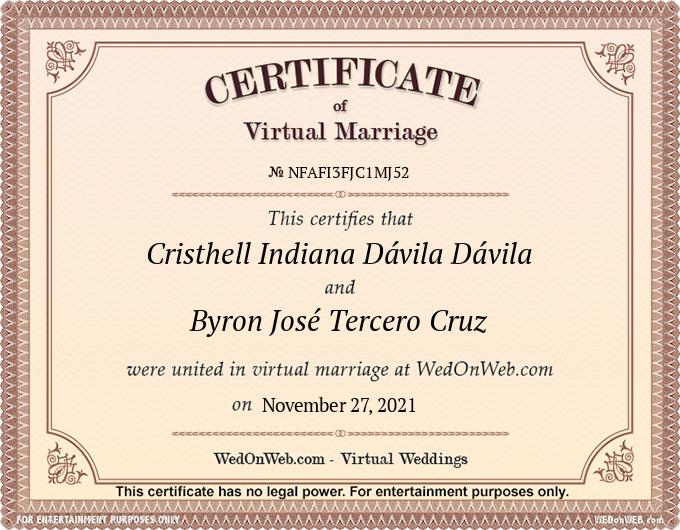 CERTIFICATE
of
Virtual Marriage
№ NFAFI3FJC1MJ52
This certifies that
Cristhell Indiana Dávila Dávila
and
Byron José Tercero Cruz
were united in virtual marriage at WedOnWeb.com
on November 27, 2021
WedOnWeb.com - Virtual Weddings
This certificate has no legal power. For entertainment purposes only.
FOR ENTERTAINMENT PURPOSES ONLY
WEDonWEB.com